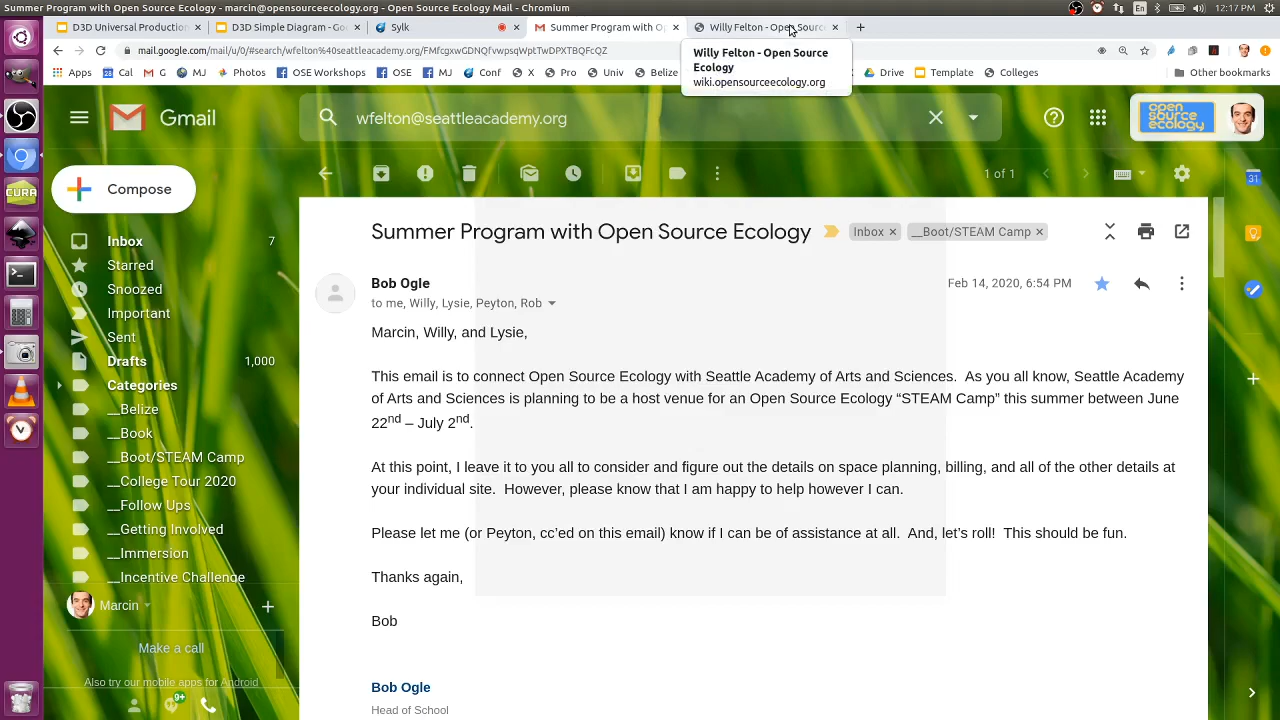 Summer Program with Open Source Ecology - marcin@opensourceecology.org - Open Source Ecology Mail - Chromium
En
12:17 PM
D3D Universal Productio
D3D Simple Diagram - Go
Sylk
Summer Program with O
Willy Felton - Open Source
mail.google.com/mail/u/0/#search/wfelton%40seattleacademy.org/FMfcgxwGDNQfvwpsqWptTwDPXTBQFcQZ
Willy Felton - Open Source
Ecology
wiki.opensourceecology.org
Apps
Cal
G
MJ
Photos
OSE Workshops
OSE
MJ
Conf
X
Pro
Univ
Belize
Drive
Template
Colleges
Other bookmarks
Gmail
wfelton@seattleacademy.org
open
source
ecology
Compose
1 of 1
31
Inbox
7
Starred
Snoozed
Important
Sent
Drafts
1,000
Categories
__Belize
__Book
__Boot/STEAM Camp
__College Tour 2020
__Follow Ups
__Getting Involved
__Immersion
__Incentive Challenge
Marcin
Make a call
Also try our mobile apps for Android
9+
CURA
Summer Program with Open Source Ecology
Inbox
__Boot/STEAM Camp
Bob Ogle
Feb 14, 2020, 6:54 PM
to me, Willy, Lysie, Peyton, Rob
Marcin, Willy, and Lysie,
This email is to connect Open Source Ecology with Seattle Academy of Arts and Sciences.  As you all know, Seattle Academy
of Arts and Sciences is planning to be a host venue for an Open Source Ecology “STEAM Camp” this summer between June
22nd – July 2nd.
At this point, I leave it to you all to consider and figure out the details on space planning, billing, and all of the other details at
your individual site.  However, please know that I am happy to help however I can.
Please let me (or Peyton, cc’ed on this email) know if I can be of assistance at all.  And, let’s roll!  This should be fun.
Thanks again,
Bob
Bob Ogle
Head of School